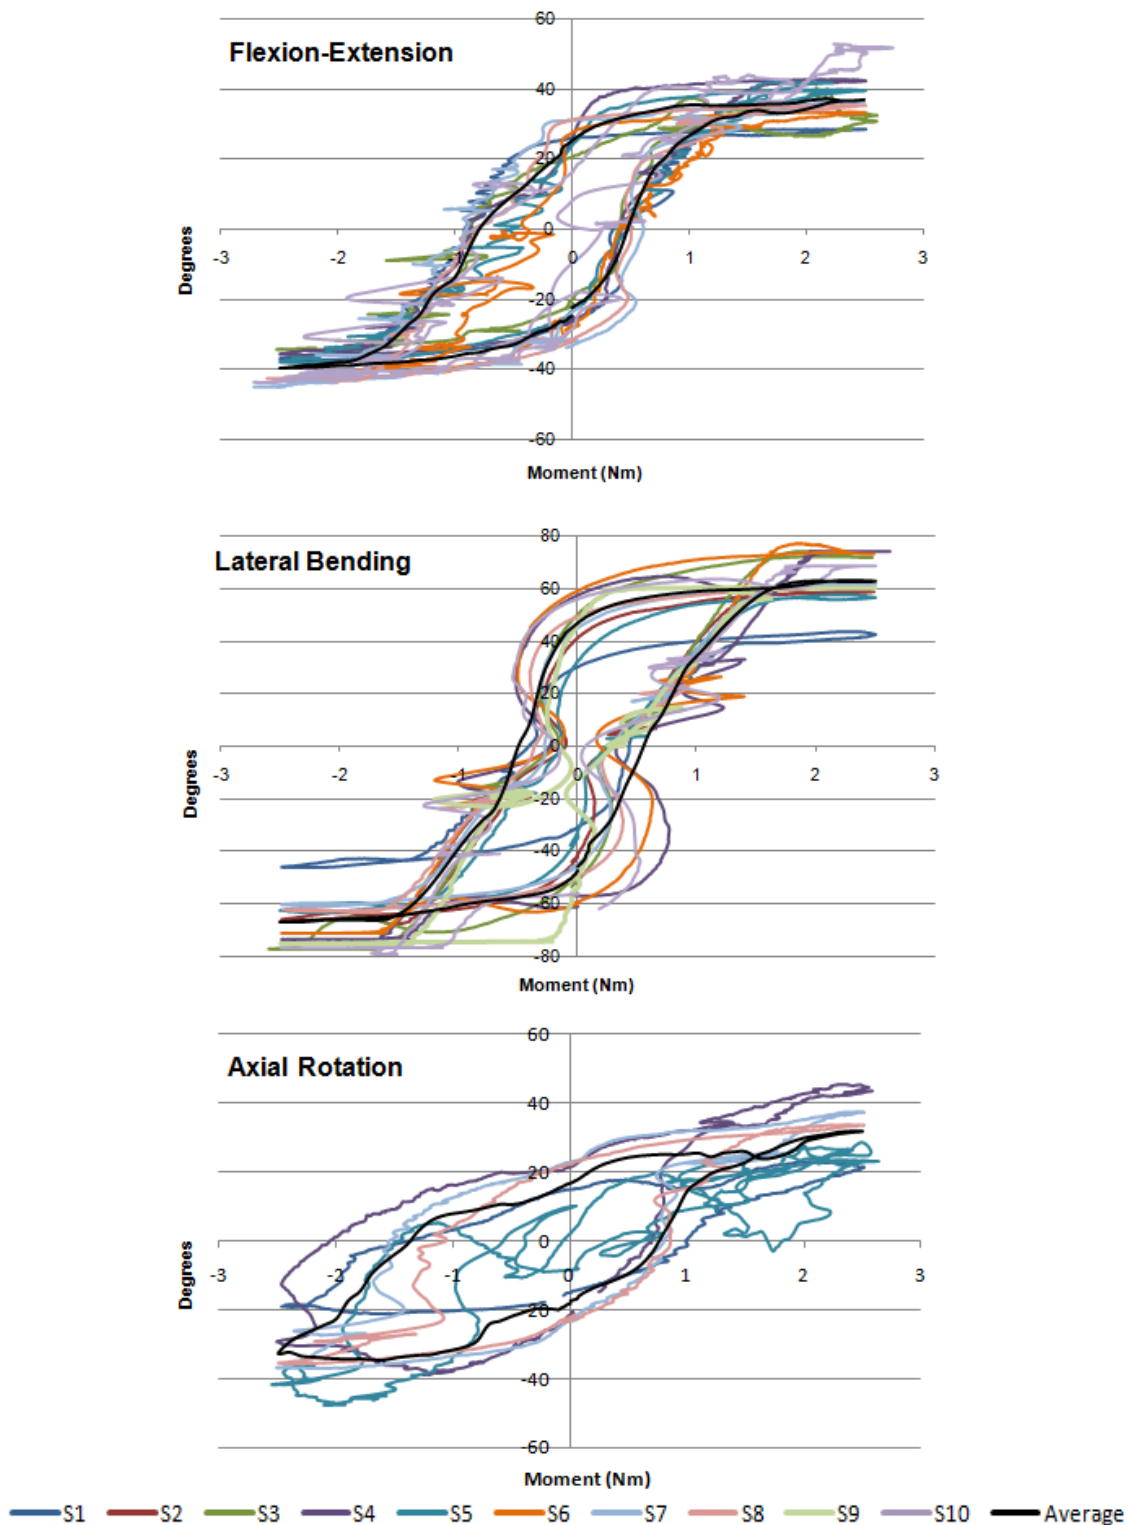 60
Flexion-Extension
40
20
0
-3 -2 -1 0 1 2 3
Degrees
-20
-40
-60
Moment (Nm)
80
Lateral Bending
60
40
20
0
-3 -2 -1 0 1 2 3
Degrees
-20
-40
-60
-80
Moment (Nm)
60
Axial Rotation
40
20
0
-3 -2 -1 0 1 2 3
Degrees
-20
-40
-60
Moment (Nm)
S1 S2 S3 S4 S5 S6 S7 S8 S9 S10 Average